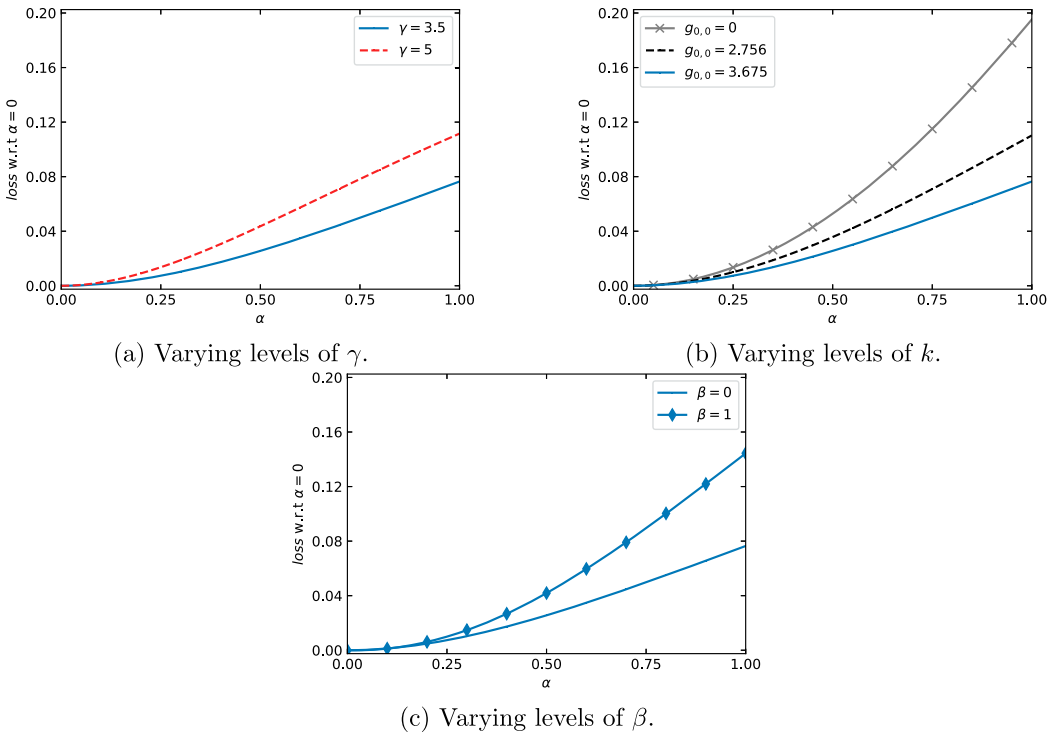 0.20
0.16
0.12
0.08
0.04
0.00
loss w.r.t α = 0
γ = 3.5
γ = 5
0.00 0.25 0.50 0.75 1.00
α
(a) Varying levels of γ.
0.20
0.16
0.12
0.08
0.04
0.00
loss w.r.t α = 0
g₀,₀ = 0
g₀,₀ = 2.756
g₀,₀ = 3.675
0.00 0.25 0.50 0.75 1.00
α
(b) Varying levels of k.
0.20
0.16
0.12
0.08
0.04
0.00
loss w.r.t α = 0
β = 0
β = 1
0.00 0.25 0.50 0.75 1.00
α
(c) Varying levels of β.